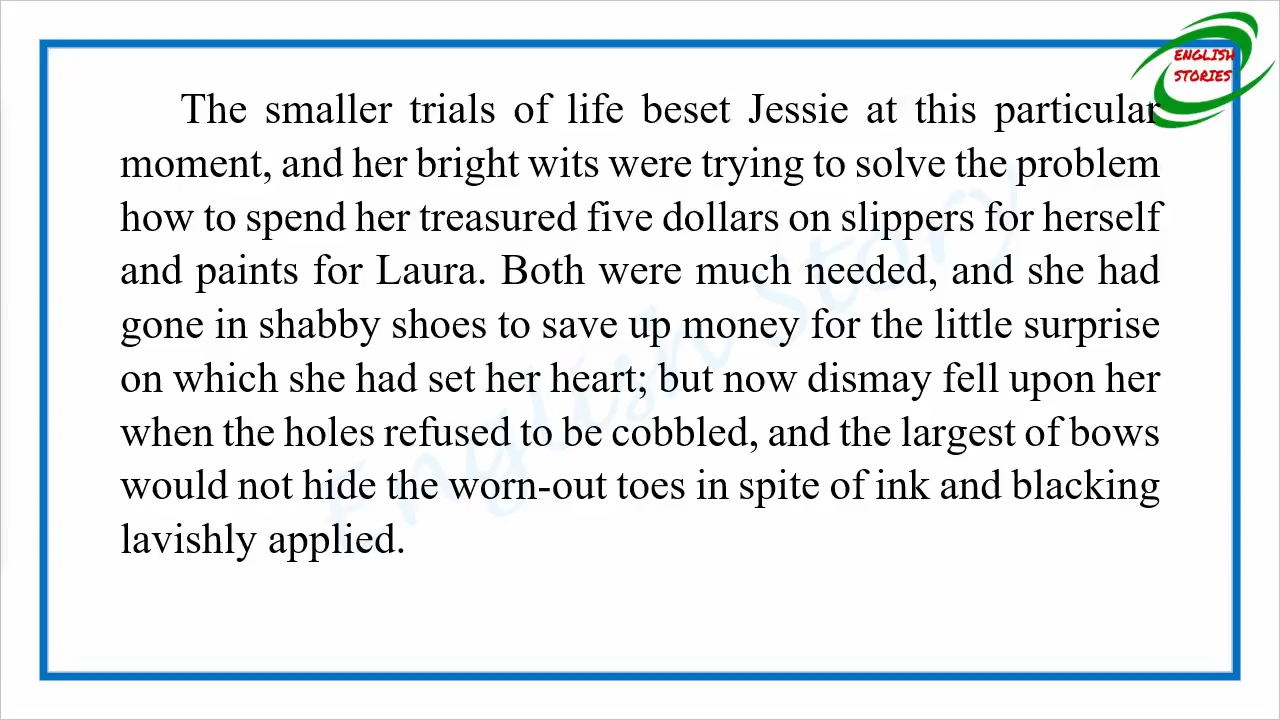 ENGLISH
STORIES
The smaller trials of life beset Jessie at this particular
moment, and her bright wits were trying to solve the problem
how to spend her treasured five dollars on slippers for herself
and paints for Laura. Both were much needed, and she had
gone in shabby shoes to save up money for the little surprise
on which she had set her heart; but now dismay fell upon her
when the holes refused to be cobbled, and the largest of bows
would not hide the worn-out toes in spite of ink and blacking
lavishly applied.
English Story